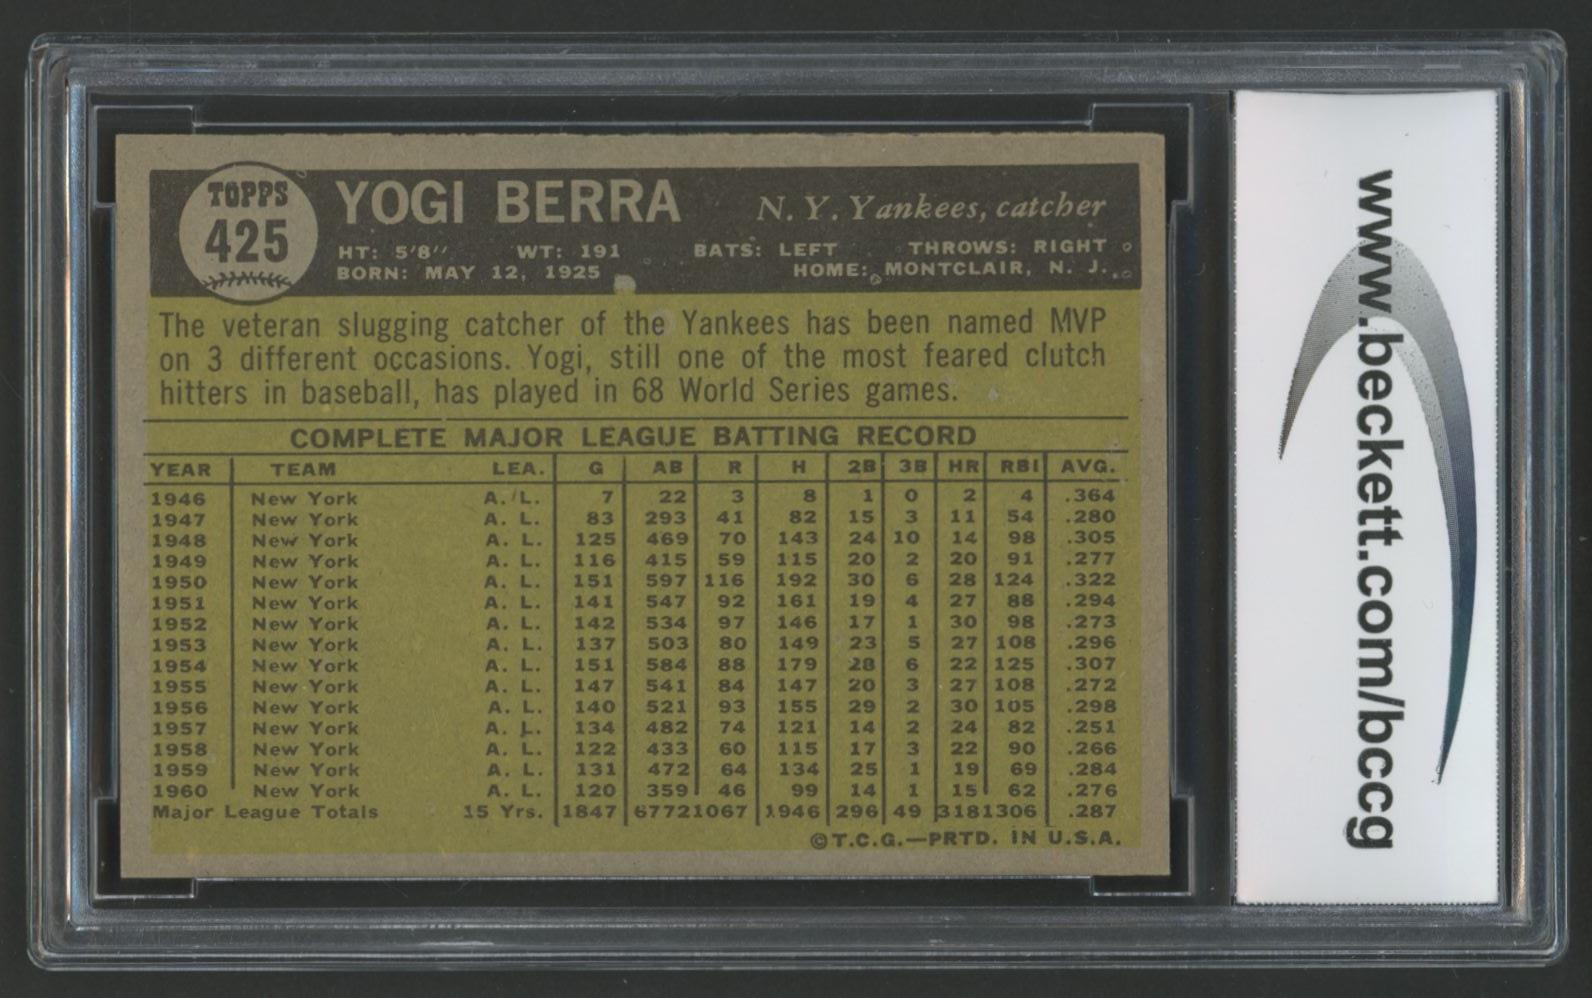 TOPPS
425
YOGI BERRA
N. Y. Yankees, catcher
HT: 5'8'' WT: 191 BATS: LEFT THROWS: RIGHT
BORN: MAY 12, 1925 HOME: MONTCLAIR, N. J.
The veteran slugging catcher of the Yankees has been named MVP
on 3 different occasions. Yogi, still one of the most feared clutch
hitters in baseball, has played in 68 World Series games.
COMPLETE MAJOR LEAGUE BATTING RECORD
YEAR TEAM LEA. G AB R H 2B 3B HR RBI AVG.
1946 New York A. L. 7 22 3 8 1 0 2 4 .364
1947 New York A. L. 83 293 41 82 15 3 11 54 .280
1948 New York A. L. 125 469 70 143 24 10 14 98 .305
1949 New York A. L. 116 415 59 115 20 2 20 91 .277
1950 New York A. L. 151 597 116 192 30 6 28 124 .322
1951 New York A. L. 141 547 92 161 19 4 27 88 .294
1952 New York A. L. 142 534 97 146 17 1 30 98 .273
1953 New York A. L. 137 503 80 149 23 5 27 108 .296
1954 New York A. L. 151 584 88 179 28 6 22 125 .307
1955 New York A. L. 147 541 84 147 20 3 27 108 .272
1956 New York A. L. 140 521 93 155 29 2 30 105 .298
1957 New York A. L. 134 482 74 121 14 2 24 82 .251
1958 New York A. L. 122 433 60 115 17 3 22 90 .266
1959 New York A. L. 131 472 64 134 25 1 19 69 .284
1960 New York A. L. 120 359 46 99 14 1 15 62 .276
Major League Totals 15 Yrs. 1847 6772 1067 1946 296 49 318 1306 .287
©T.C.G.—PRTD. IN U.S.A.
www.beckett.com/bccg